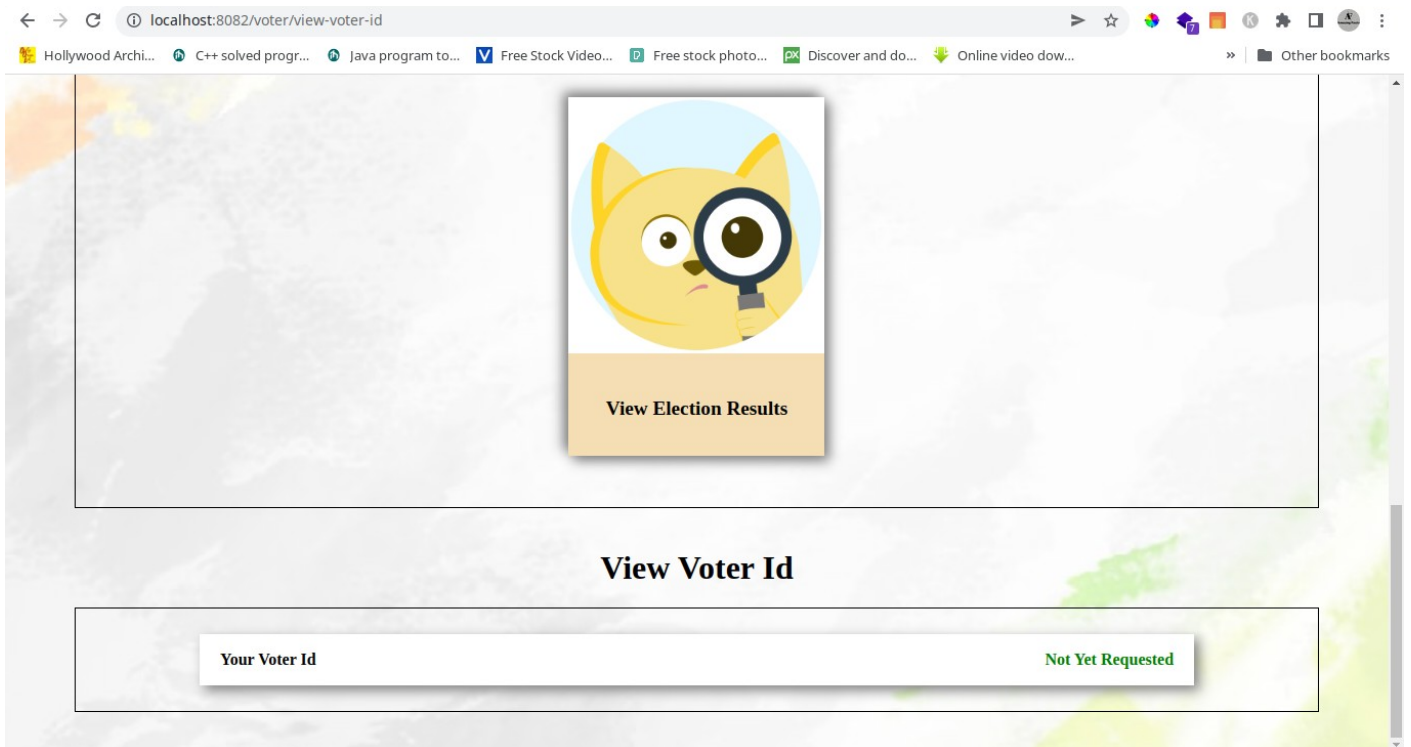 localhost:8082/voter/view-voter-id
7
K
Hollywood Archi... C++ solved progr... Java program to... Free Stock Video... Free stock photo... Discover and do... Online video dow... » Other bookmarks
View Election Results
View Voter Id
Your Voter Id Not Yet Requested